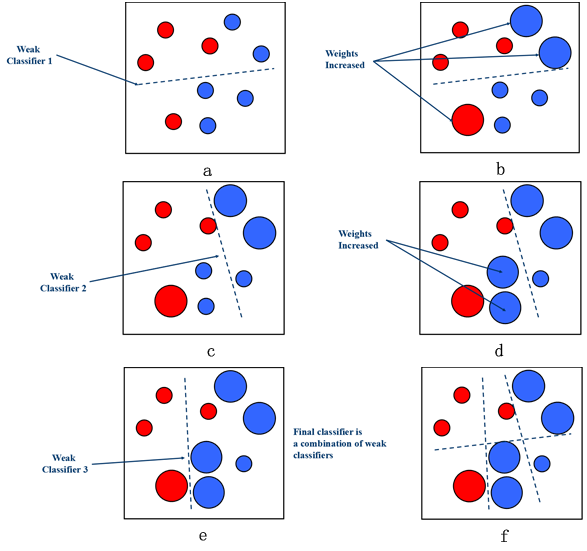 Weak
Classifier 1
Weights
Increased
a
b
Weak
Classifier 2
Weights
Increased
c
d
Weak
Classifier 3
Final classifier is
a combination of weak
classifiers
e
f